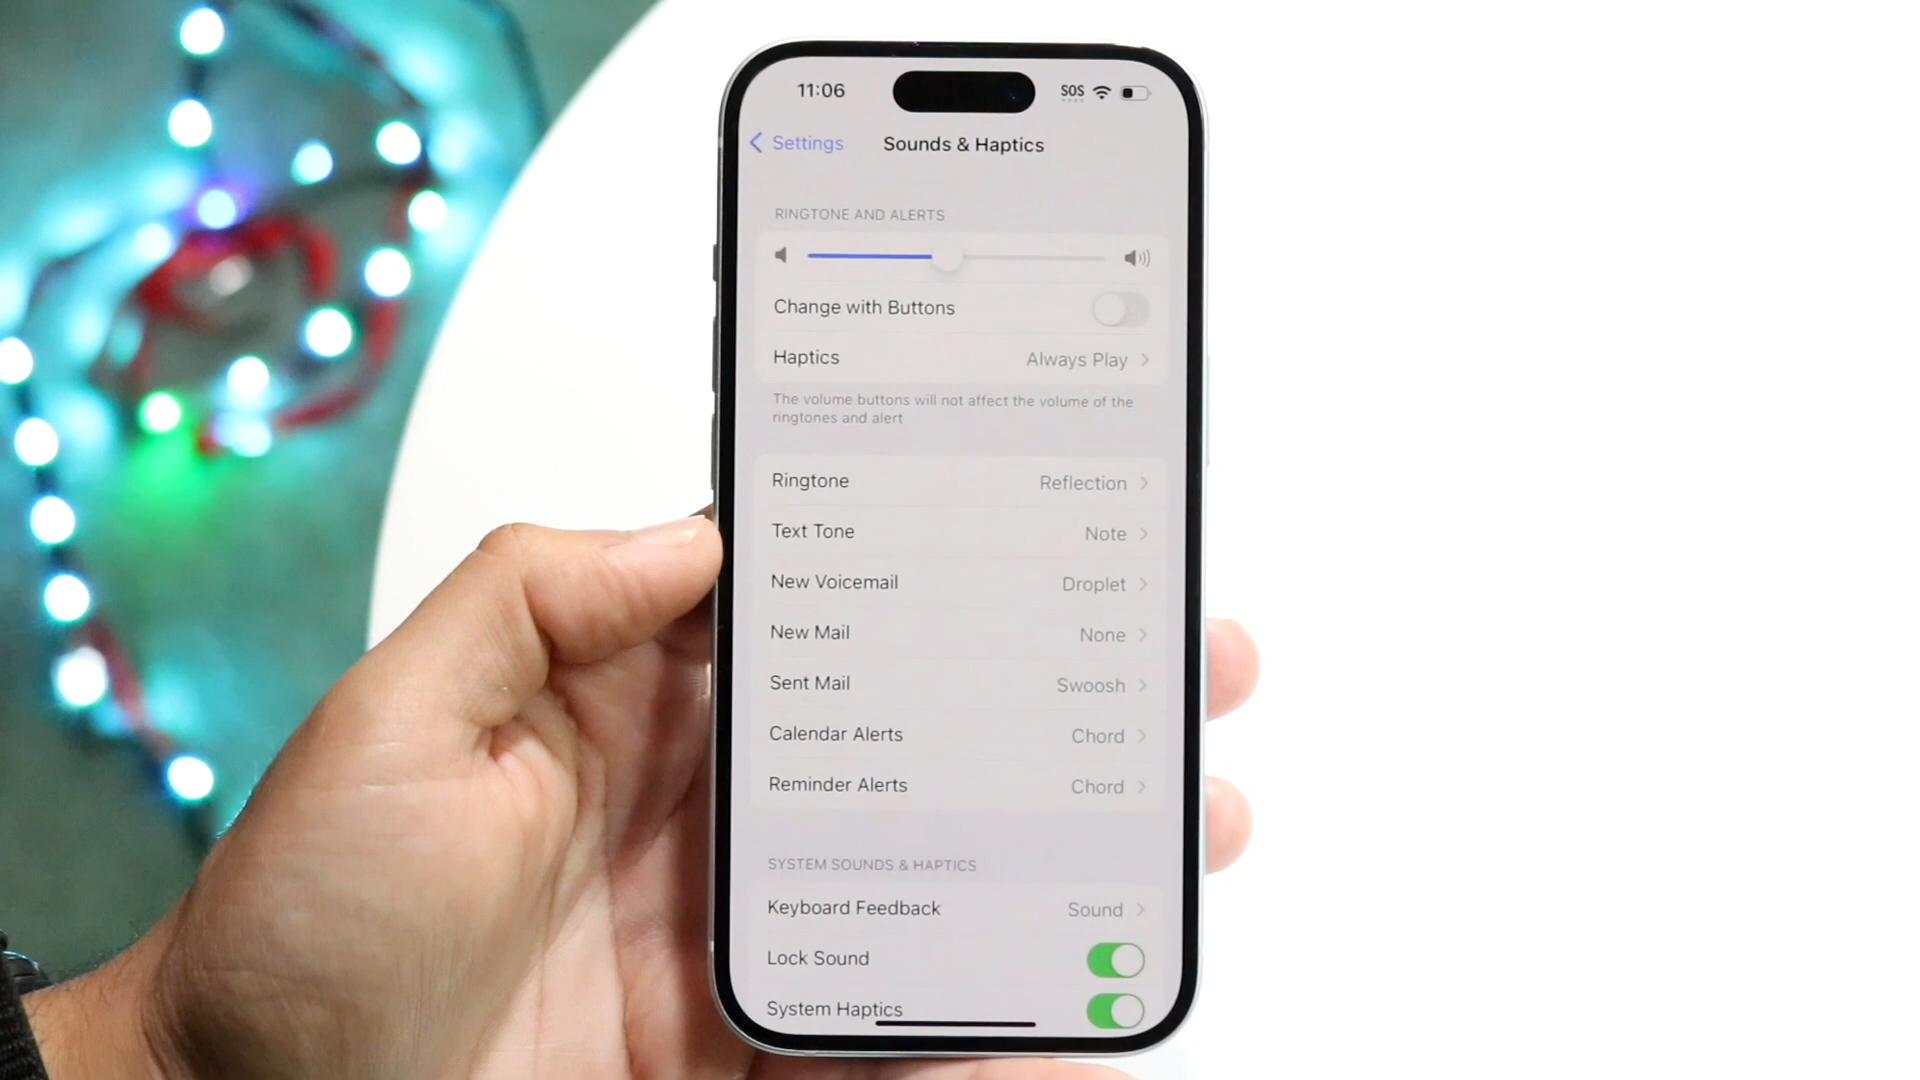 11:06 SOS
Settings Sounds & Haptics
RINGTONE AND ALERTS
Change with Buttons
Haptics Always Play
The volume buttons will not affect the volume of the
ringtones and alert
Ringtone Reflection
Text Tone Note
New Voicemail Droplet
New Mail None
Sent Mail Swoosh
Calendar Alerts Chord
Reminder Alerts Chord
SYSTEM SOUNDS & HAPTICS
Keyboard Feedback Sound
Lock Sound
System Haptics